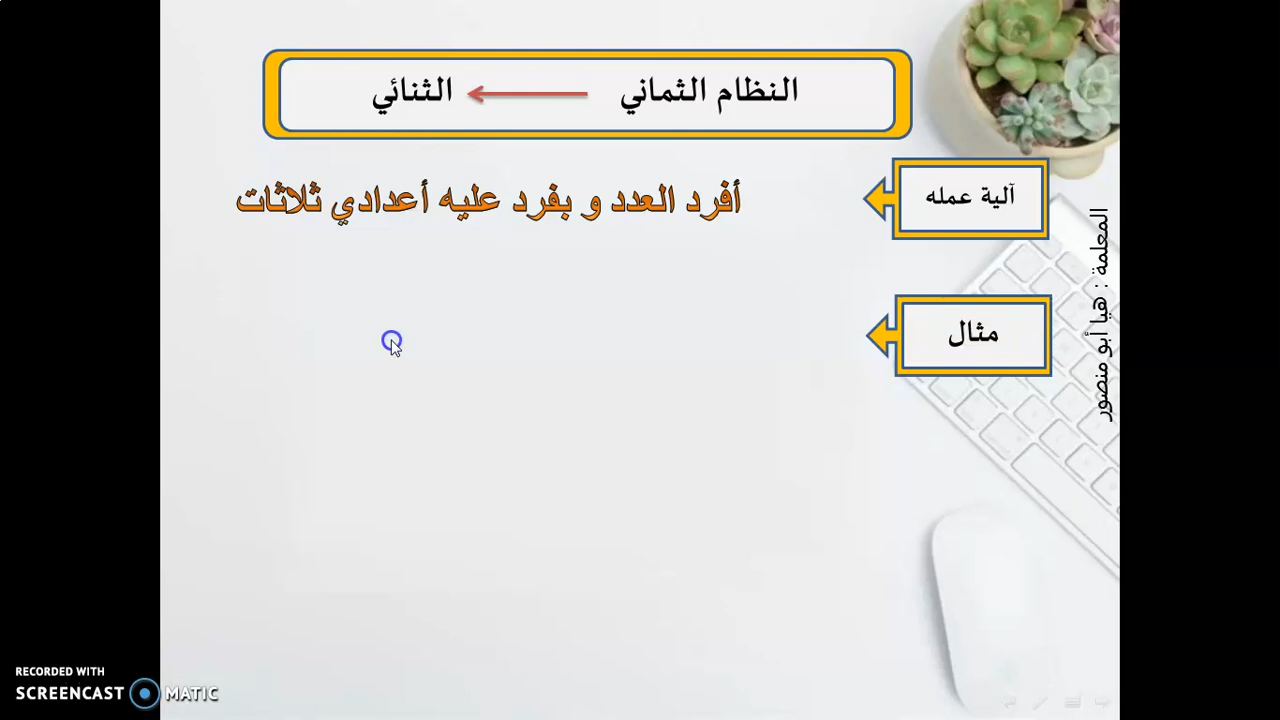 النظام الثماني الثنائي
آلية عمله
أفرد العدد و بفرد عليه أعدادي ثلاثات
مثال
المعلمة : هيا أبو منصور
RECORDED WITH
SCREENCAST MATIC